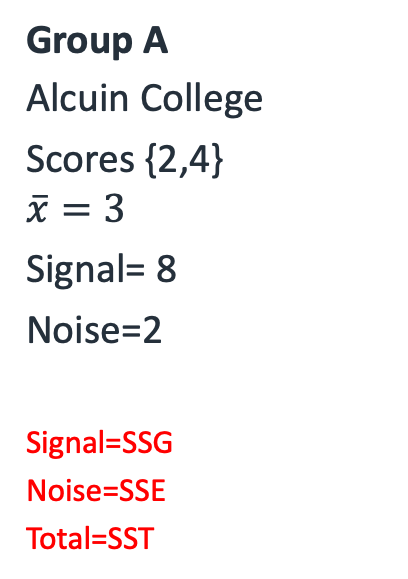 Group A
Alcuin College
Scores {2,4}
x̄ = 3
Signal= 8
Noise=2
Signal=SSG
Noise=SSE
Total=SST